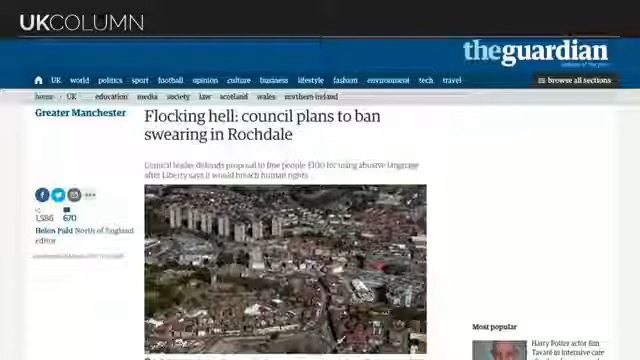 UKCOLUMN
theguardian
UK world politics sport football opinion culture business lifestyle fashion environment tech travel browse all sections
home UK education media society law scotland wales northern ireland
Greater Manchester
Flocking hell: council plans to ban
swearing in Rochdale
Council leader defends proposal to fine people £100 for using abusive language
after Liberty says it would breach human rights
1,586 670
Helen Pidd North of England
editor
Most popular
Harry Potter actor Jim
Tavaré in intensive care